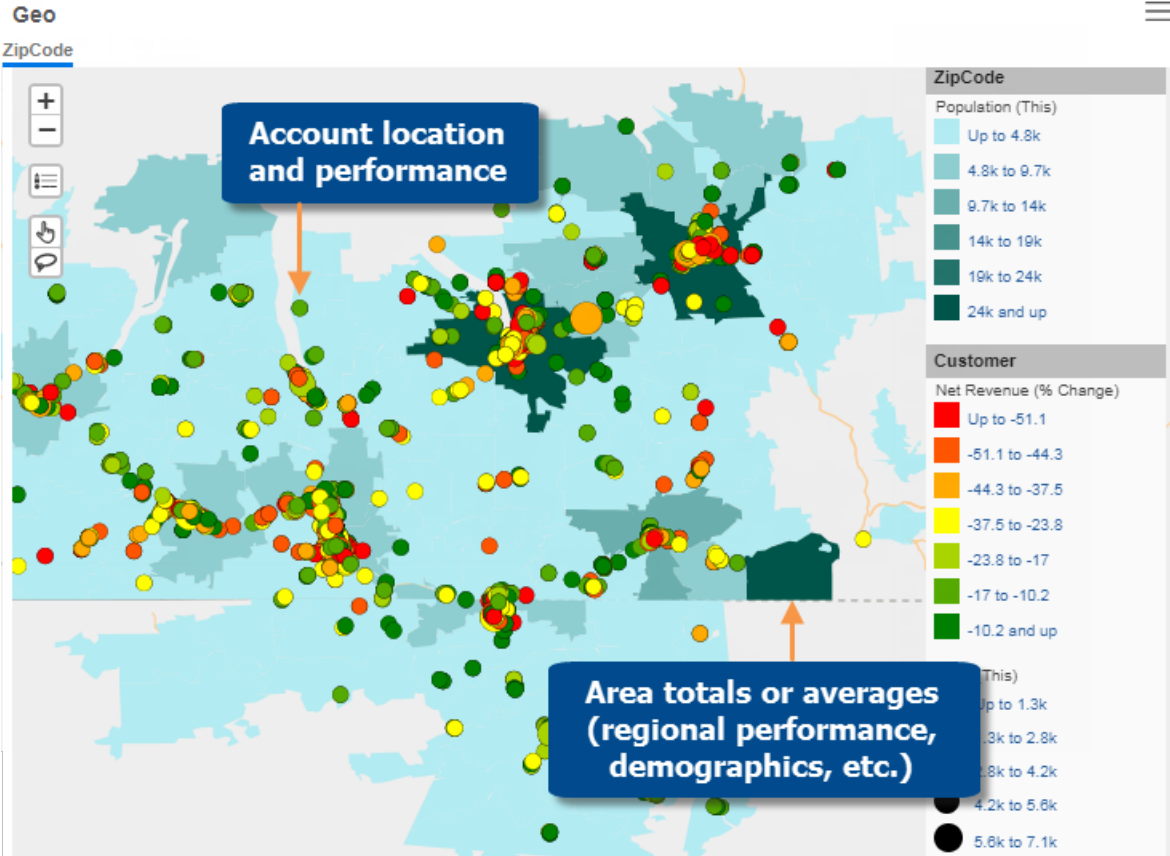 Geo
ZipCode
+
−
Account location
and performance
Area totals or averages
(regional performance,
demographics, etc.)
ZipCode
Population (This)
Up to 4.8k
4.8k to 9.7k
9.7k to 14k
14k to 19k
19k to 24k
24k and up
Customer
Net Revenue (% Change)
Up to -51.1
-51.1 to -44.3
-44.3 to -37.5
-37.5 to -23.8
-23.8 to -17
-17 to -10.2
-10.2 and up
(This)
to 1.3k
to 2.8k
to 4.2k
4.2k to 5.6k
5.6k to 7.1k